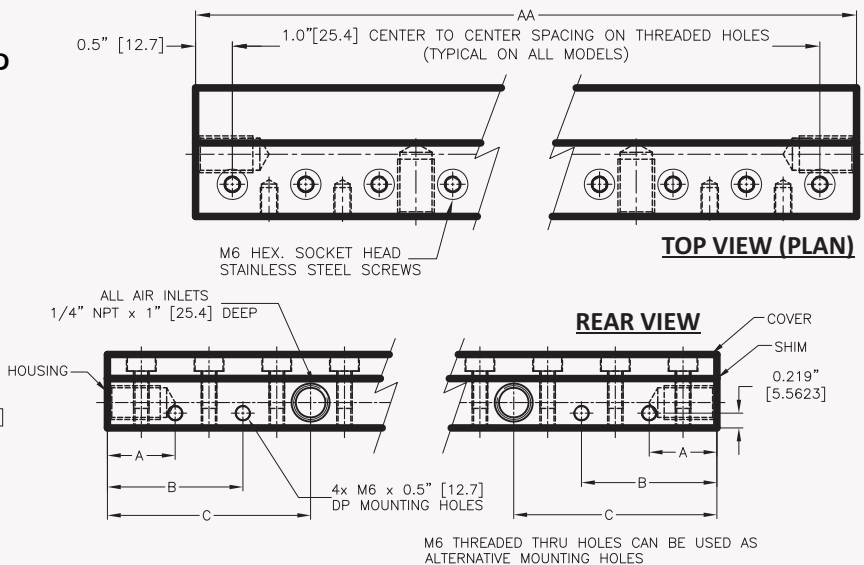 AA
0.5" [12.7]
1.0"[25.4] CENTER TO CENTER SPACING ON THREADED HOLES
(TYPICAL ON ALL MODELS)
D
M6 HEX. SOCKET HEAD
STAINLESS STEEL SCREWS
TOP VIEW (PLAN)
ALL AIR INLETS
1/4" NPT x 1" [25.4] DEEP
REAR VIEW
COVER
SHIM
HOUSING
0.219"
[5.5623]
]
A
A
B
B
4x M6 x 0.5" [12.7]
DP MOUNTING HOLES
C
C
M6 THREADED THRU HOLES CAN BE USED AS
ALTERNATIVE MOUNTING HOLES